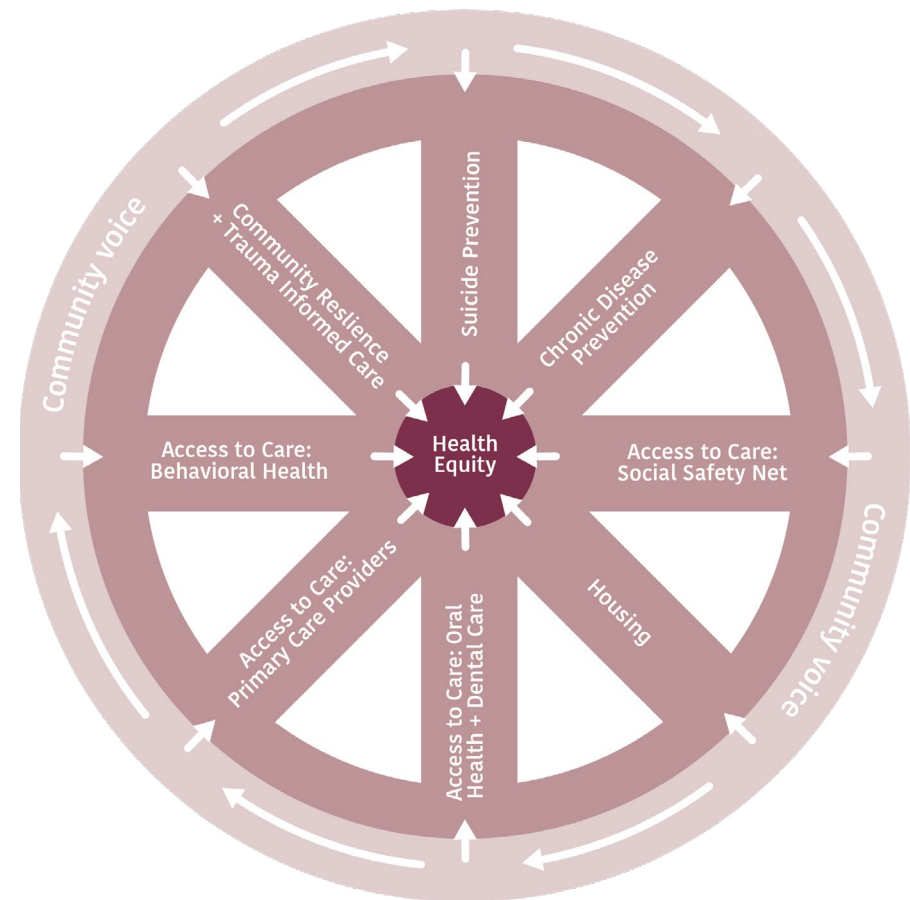 Community voice
Suicide Prevention
Chronic Disease
Prevention
Access to Care:
Social Safety Net
Housing
Access to Care: Oral
Health + Dental Care
Access to Care:
Primary Care Providers
Access to Care:
Behavioral Health
Community Reslience
+ Trauma Informed Care
Health
Equity
Community voice